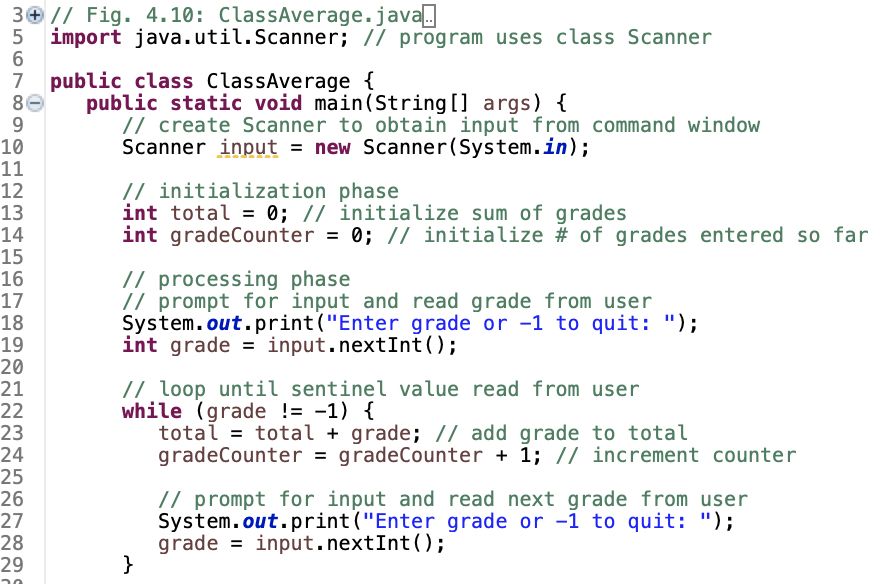 3 // Fig. 4.10: ClassAverage.java..
5 import java.util.Scanner; // program uses class Scanner
6
7 public class ClassAverage {
8 public static void main(String[] args) {
9 // create Scanner to obtain input from command window
10 Scanner input = new Scanner(System.in);
11
12 // initialization phase
13 int total = 0; // initialize sum of grades
14 int gradeCounter = 0; // initialize # of grades entered so far
15
16 // processing phase
17 // prompt for input and read grade from user
18 System.out.print("Enter grade or -1 to quit: ");
19 int grade = input.nextInt();
20
21 // loop until sentinel value read from user
22 while (grade != -1) {
23 total = total + grade; // add grade to total
24 gradeCounter = gradeCounter + 1; // increment counter
25
26 // prompt for input and read next grade from user
27 System.out.print("Enter grade or -1 to quit: ");
28 grade = input.nextInt();
29 }